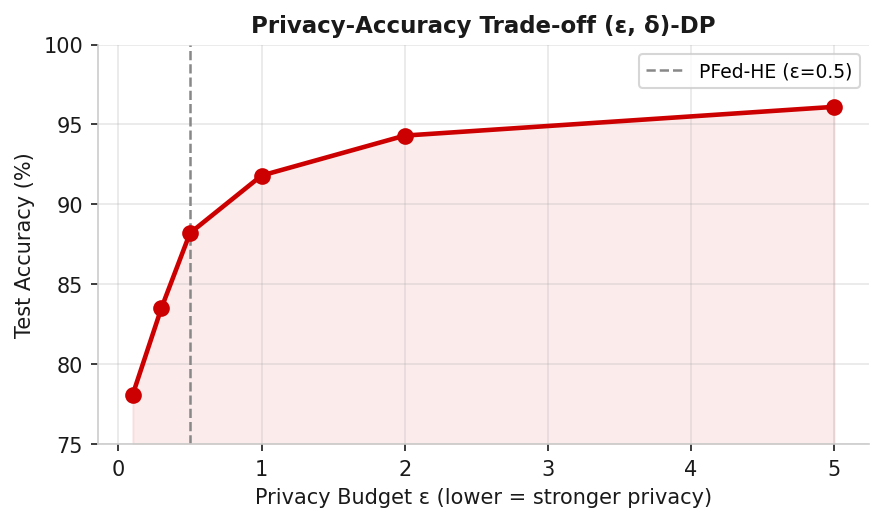 Privacy-Accuracy Trade-off (ε, δ)-DP
PFed-HE (ε=0.5)
Test Accuracy (%)
100
95
90
85
80
75
0 1 2 3 4 5
Privacy Budget ε (lower = stronger privacy)